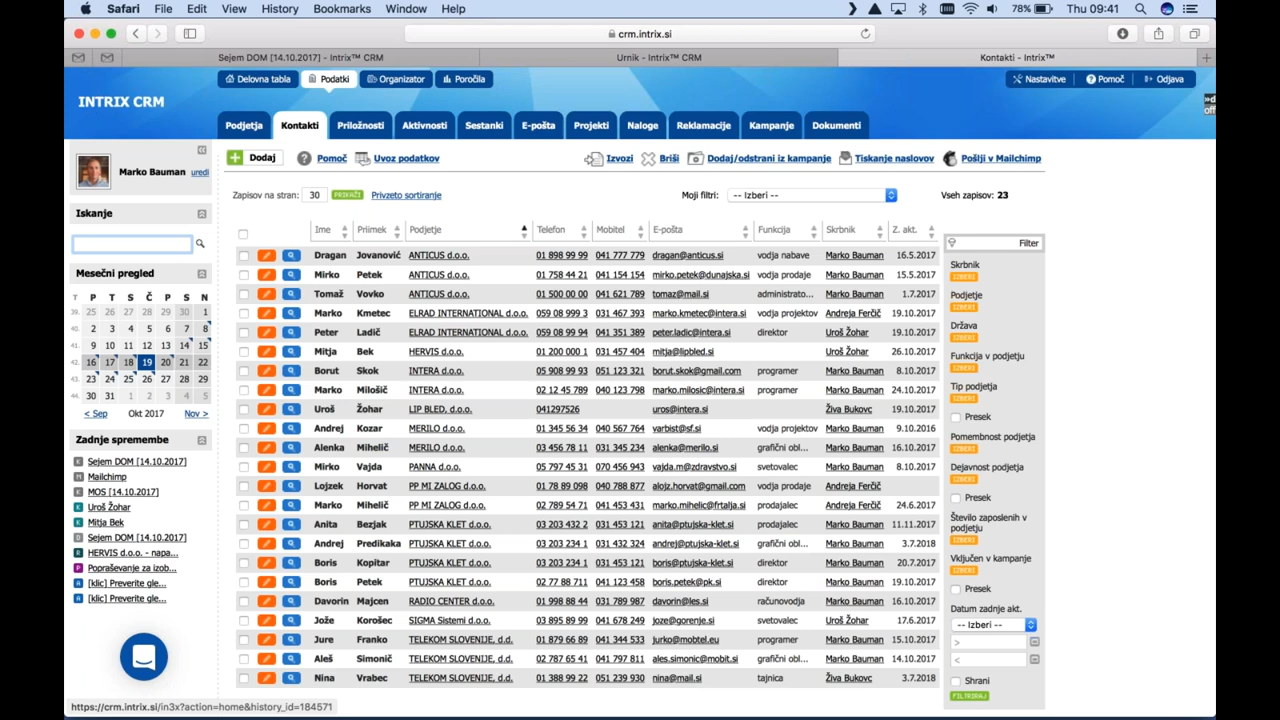 Safari File Edit View History Bookmarks Window Help 78% Thu 09:41
crm.intrix.si
Sejem DOM [14.10.2017] - Intrix™ CRM Urnik - Intrix™ CRM Kontakti - Intrix™
Delovna tabla Podatki Organizator Poročila Nastavitve Pomoč Odjava
INTRIX CRM
Podjetja Kontakti Priložnosti Aktivnosti Sestanki E-pošta Projekti Naloge Reklamacije Kampanje Dokumenti
Marko Bauman uredi
Iskanje
Mesečni pregled
T P T S Č P S N
39. 25 26 27 28 29 30 1
40. 2 3 4 5 6 7 8
41. 9 10 11 12 13 14 15
42. 16 17 18 19 20 21 22
43. 23 24 25 26 27 28 29
44. 30 31 1 2 3 4 5
< Sep Okt 2017 Nov >
Zadnje spremembe
K Sejem DOM [14.10.2017]
M Mailchimp
K MOS [14.10.2017]
K Uroš Žohar
K Mitja Bek
D Sejem DOM [14.10.2017]
R HERVIS d.o.o. - napa...
P Popraševanje za izob...
A [klic] Preverite gle...
A [klic] Preverite gle...
Dodaj Pomoč Uvoz podatkov Izvozi Briši Dodaj/odstrani iz kampanje Tiskanje naslovov Pošlji v Mailchimp
Zapisov na stran: 30 PRIKAŽI Privzeto sortiranje Moji filtri: -- Izberi -- Vseh zapisov: 23
Ime Priimek Podjetje Telefon Mobitel E-pošta Funkcija Skrbnik Z. akt.
Dragan Jovanović ANTICUS d.o.o. 01 898 99 99 041 777 779 dragan@anticus.si vodja nabave Marko Bauman 16.5.2017
Mirko Petek ANTICUS d.o.o. 01 758 44 21 041 154 154 mirko.petek@dunajska.si vodja prodaje Marko Bauman 15.5.2017
Tomaž Vovko ANTICUS d.o.o. 01 500 00 00 041 621 789 tomaz@mail.si administrato... Marko Bauman 1.7.2017
Marko Kmetec ELRAD INTERNATIONAL d.o.o. 059 08 999 3 031 467 393 marko.kmetec@intera.si vodja projektov Andreja Ferčič 19.10.2017
Peter Ladič ELRAD INTERNATIONAL d.o.o. 059 08 99 94 041 351 389 peter.ladic@intera.si direktor Uroš Žohar 19.10.2017
Mitja Bek HERVIS d.o.o. 01 200 000 1 031 457 404 mitja@lipbled.si Uroš Žohar 26.10.2017
Borut Skok INTERA d.o.o. 05 908 99 93 051 123 321 borut.skok@gmail.com programer Marko Bauman 8.10.2017
Marko Milošič INTERA d.o.o. 02 12 45 789 040 123 798 marko.milosic@intera.si programer Marko Bauman 24.10.2017
Uroš Žohar LIP BLED, d.o.o. 041297526 uros@intera.si Živa Bukovc 19.10.2017
Andrej Kozar MERILO d.o.o. 01 345 56 34 040 567 764 varbist@sf.si vodja projektov Marko Bauman 9.10.2016
Alenka Mihelič MERILO d.o.o. 03 456 78 11 031 345 234 alenka@merilo.si grafični obl... Marko Bauman 16.10.2017
Mirko Vajda PANNA d.o.o. 05 797 45 31 070 456 943 vajda.m@zdravstvo.si svetovalec Marko Bauman 8.10.2017
Lojzek Horvat PP MI ZALOG d.o.o. 01 78 89 098 040 788 877 alojz.horvat@gmail.com programer Andreja Ferčič
Marko Mihelič PP MI ZALOG d.o.o. 02 789 54 71 453 431 marko.mihelic@frtalja.si prodajalec Andreja Ferčič 24.6.2017
Anita Bezjak PTUJSKA KLET d.o.o. 03 203 432 2 031 453 121 anita@ptujska-klet.si prodajalec Marko Bauman 11.11.2017
Andrej Predikaka PTUJSKA KLET d.o.o. 03 203 234 1 031 432 324 andrej@ptujska-klet.si grafični obl... Marko Bauman 3.7.2018
Boris Kopitar PTUJSKA KLET d.o.o. 03 203 234 1 031 453 121 boris@ptujska-klet.si direktor Marko Bauman 20.7.2017
Boris Petek PTUJSKA KLET d.o.o. 02 77 88 711 041 123 458 boris.petek@pk.si direktor Marko Bauman 19.10.2017
Davorin Majcen RADIO CENTER d.o.o. 01 998 88 44 031 789 987 davorin@les.si računovodja Marko Bauman 16.10.2017
Jože Korošec SIGMA Sistemi d.o.o. 03 895 89 99 041 678 249 joze@gorenje.si svetovalec Uroš Žohar 17.6.2017
Jure Franko TELEKOM SLOVENIJE, d.d. 01 879 66 89 041 344 533 jurko@mobtel.eu programer Marko Bauman 15.10.2017
Aleš Simonič TELEKOM SLOVENIJE, d.d. 02 787 65 41 041 797 811 ales.simonic@mobit.si grafični obl... Marko Bauman 14.10.2017
Nina Vrabec TELEKOM SLOVENIJE, d.d. 01 388 99 22 051 239 930 nina@mail.si tajnica Živa Bukovc 3.7.2018
Filter
Skrbnik
IZBERI
Podjetje
IZBERI
Država
IZBERI
Funkcija v podjetju
IZBERI
Tip podjetja
IZBERI
Presek
Pomembnost podjetja
IZBERI
Dejavnost podjetja
IZBERI
Presek
Število zaposlenih v
podjetju
IZBERI
Vključen v kampanje
IZBERI
Presek
Datum zadnje akt.
-- Izberi --
>
<
Shrani
FILTRIRAJ
https://crm.intrix.si/in3x?action=home&history_id=184571